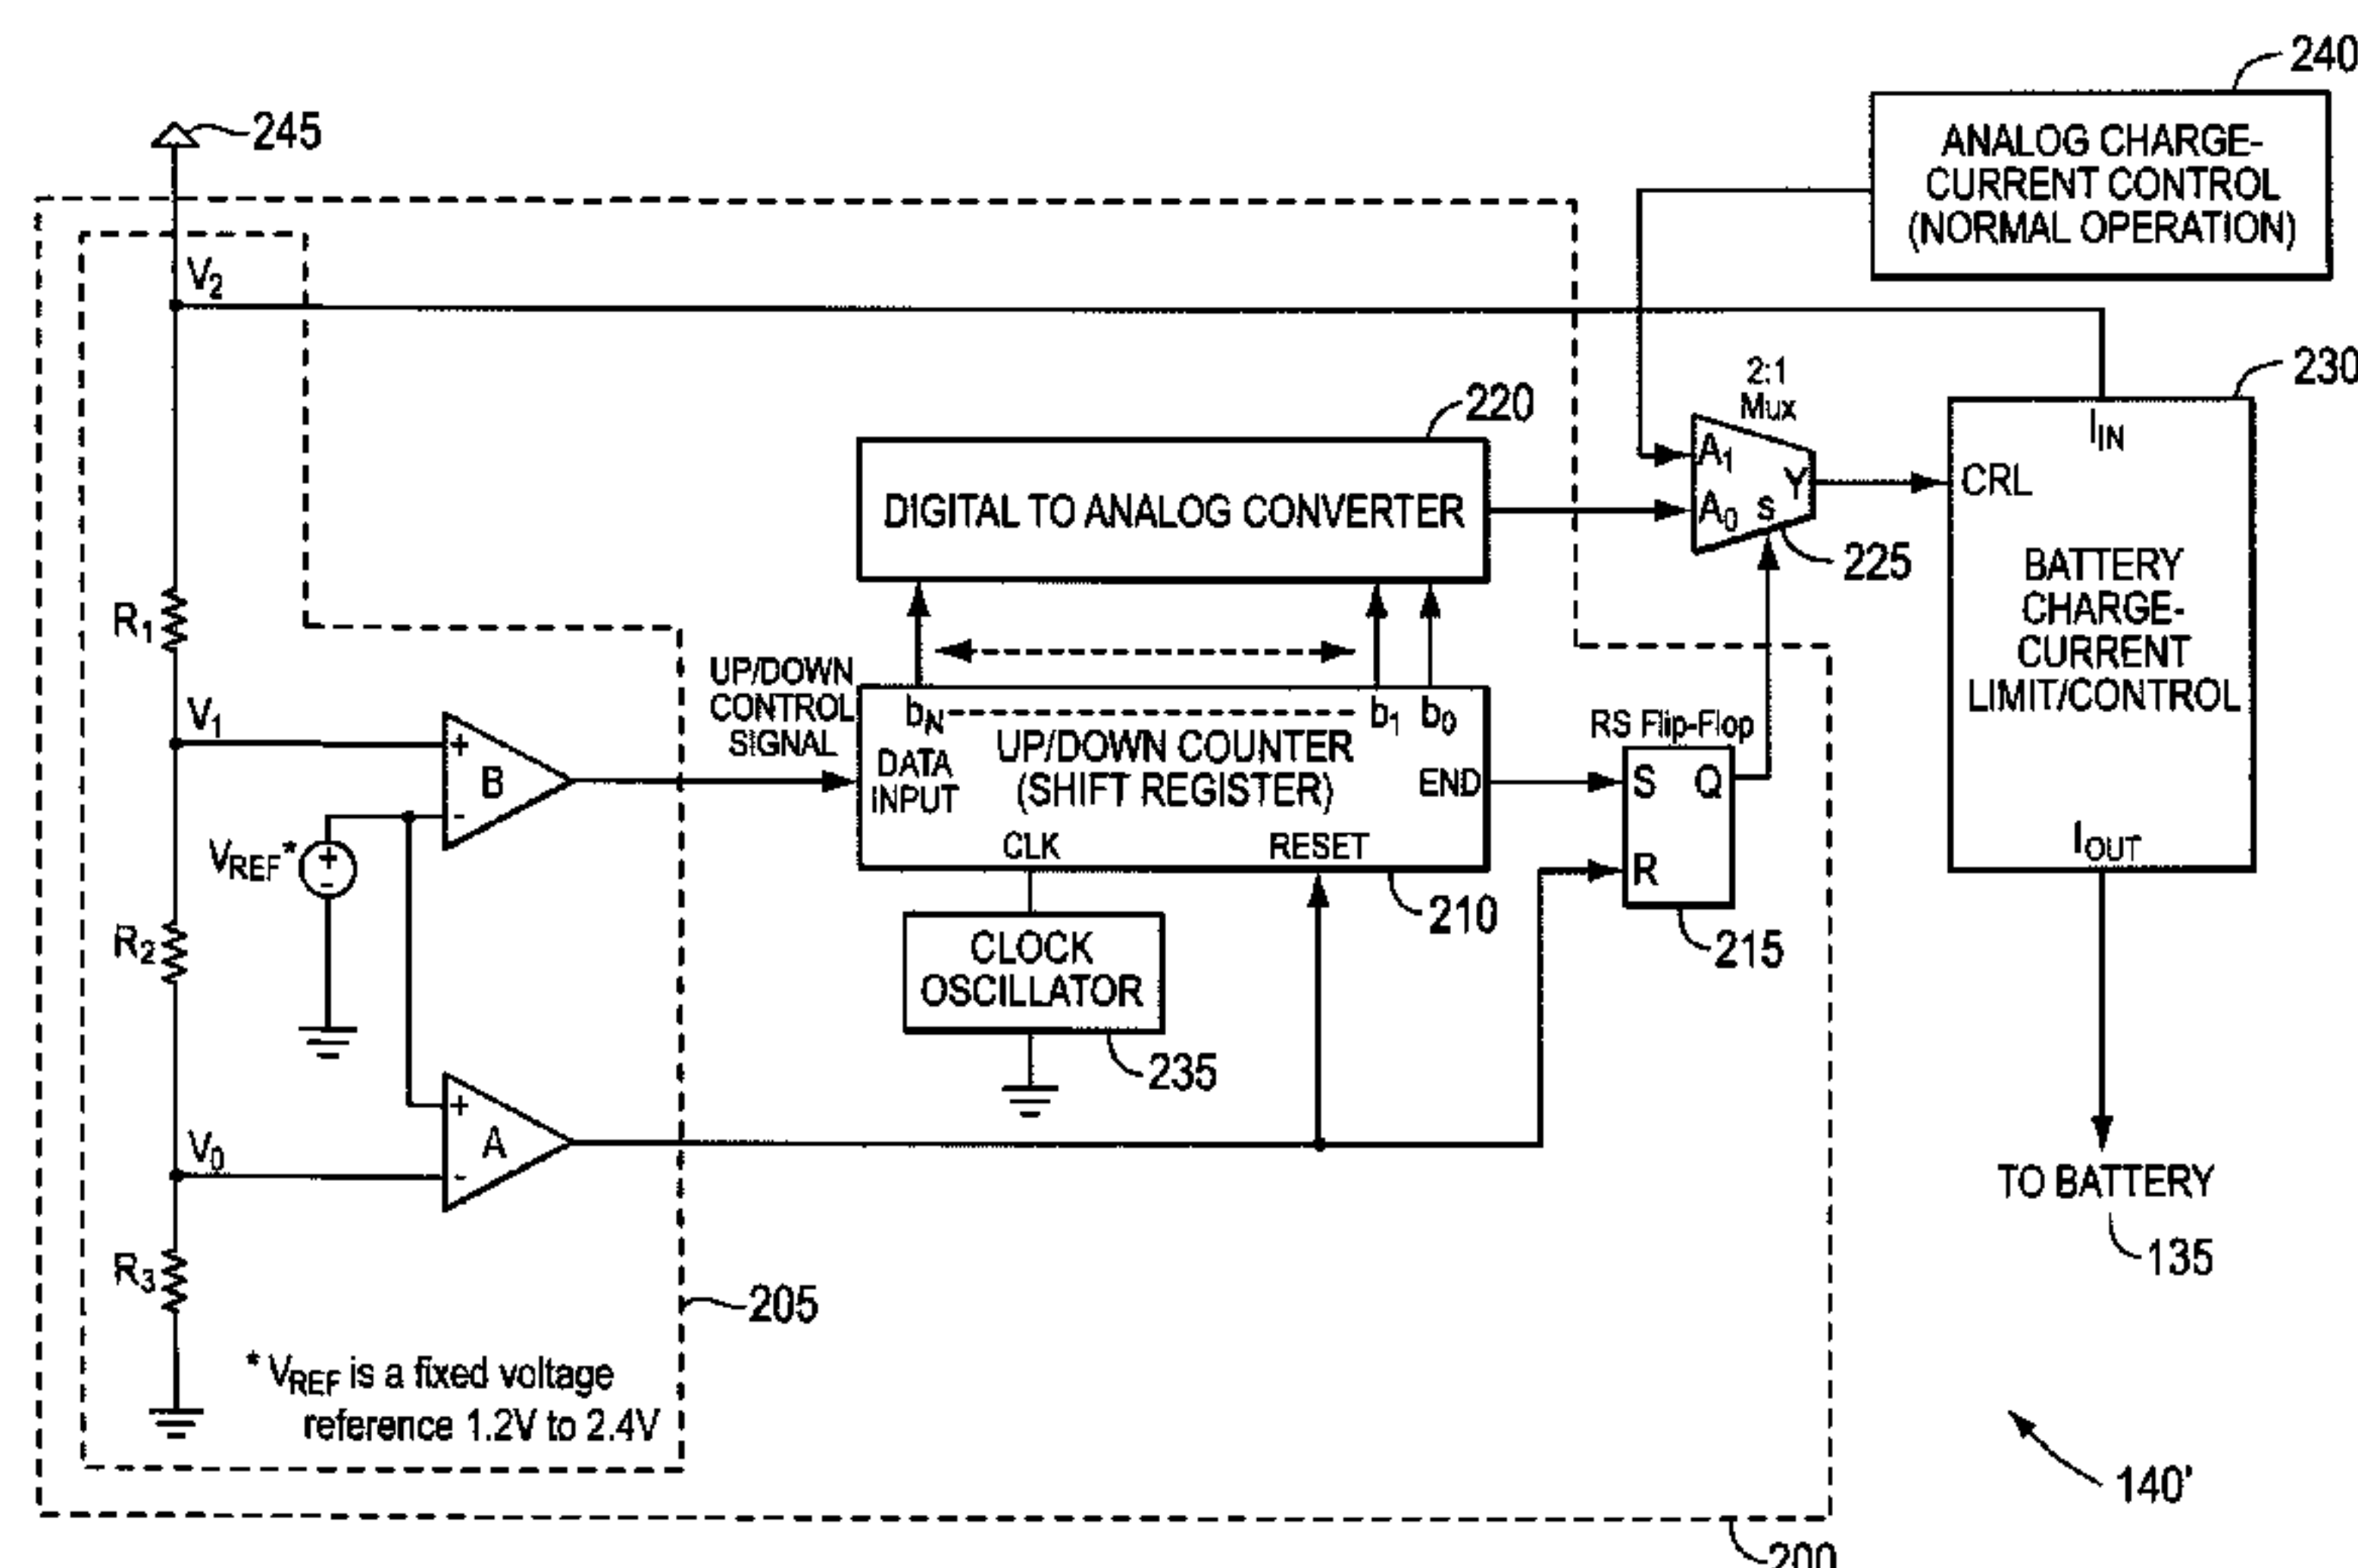 240
ANALOG CHARGE-
CURRENT CONTROL
(NORMAL OPERATION)
245
V2
2:1
Mux
230
220
A1
A0
S
Y
225
IIN
CRL
BATTERY
CHARGE-
CURRENT
LIMIT/CONTROL
IOUT
DIGITAL TO ANALOG CONVERTER
R1
UP/DOWN
CONTROL
SIGNAL
bN
b1
b0
DATA
INPUT
UP/DOWN COUNTER
(SHIFT REGISTER)
END
CLK
RESET
210
RS Flip-Flop
S
Q
R
215
V1
+
B
-
VREF*
+
-
R2
CLOCK
OSCILLATOR
235
+
A
-
V0
R3
205
TO BATTERY
135
* VREF is a fixed voltage
reference 1.2V to 2.4V
140'
200